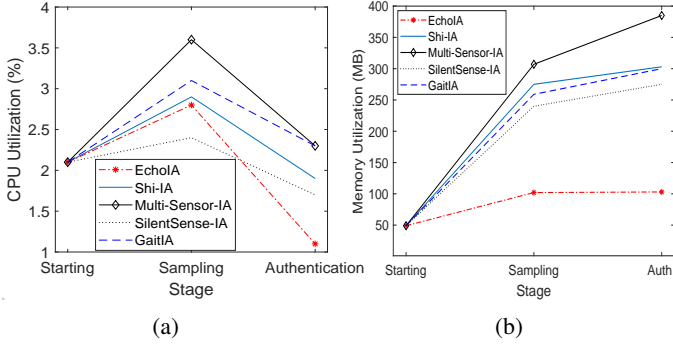 4
3.5
3
2.5
2
1.5
1
CPU Utilization (%)
EchoIA
Shi-IA
Multi-Sensor-IA
SilentSense-IA
GaitIA
Starting Sampling Authentication
Stage
(a)
400
350
300
250
200
150
100
50
Memory Utilization (MB)
EchoIA
Shi-IA
Multi-Sensor-IA
SilentSense-IA
GaitIA
Starting Sampling Auth
Stage
(b)